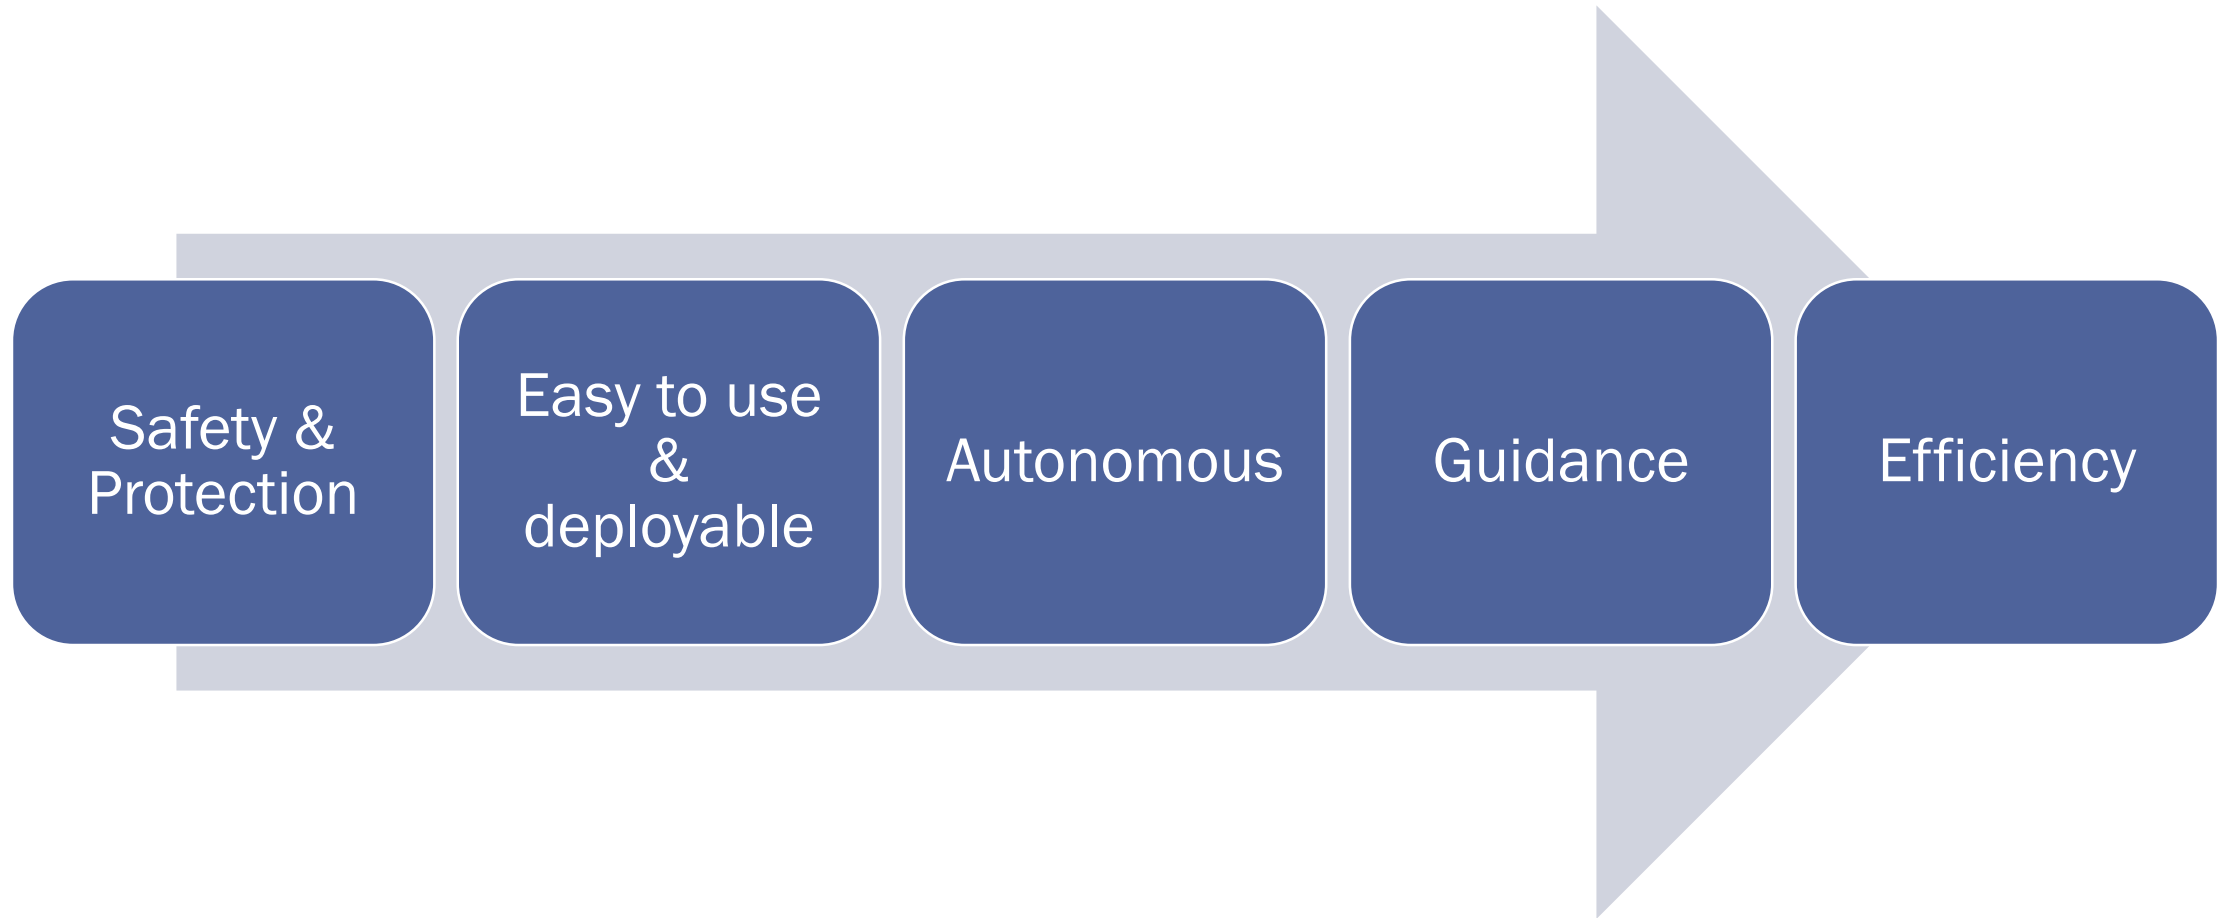 Safety &
Protection
Easy to use
&
deployable
Autonomous
Guidance
Efficiency